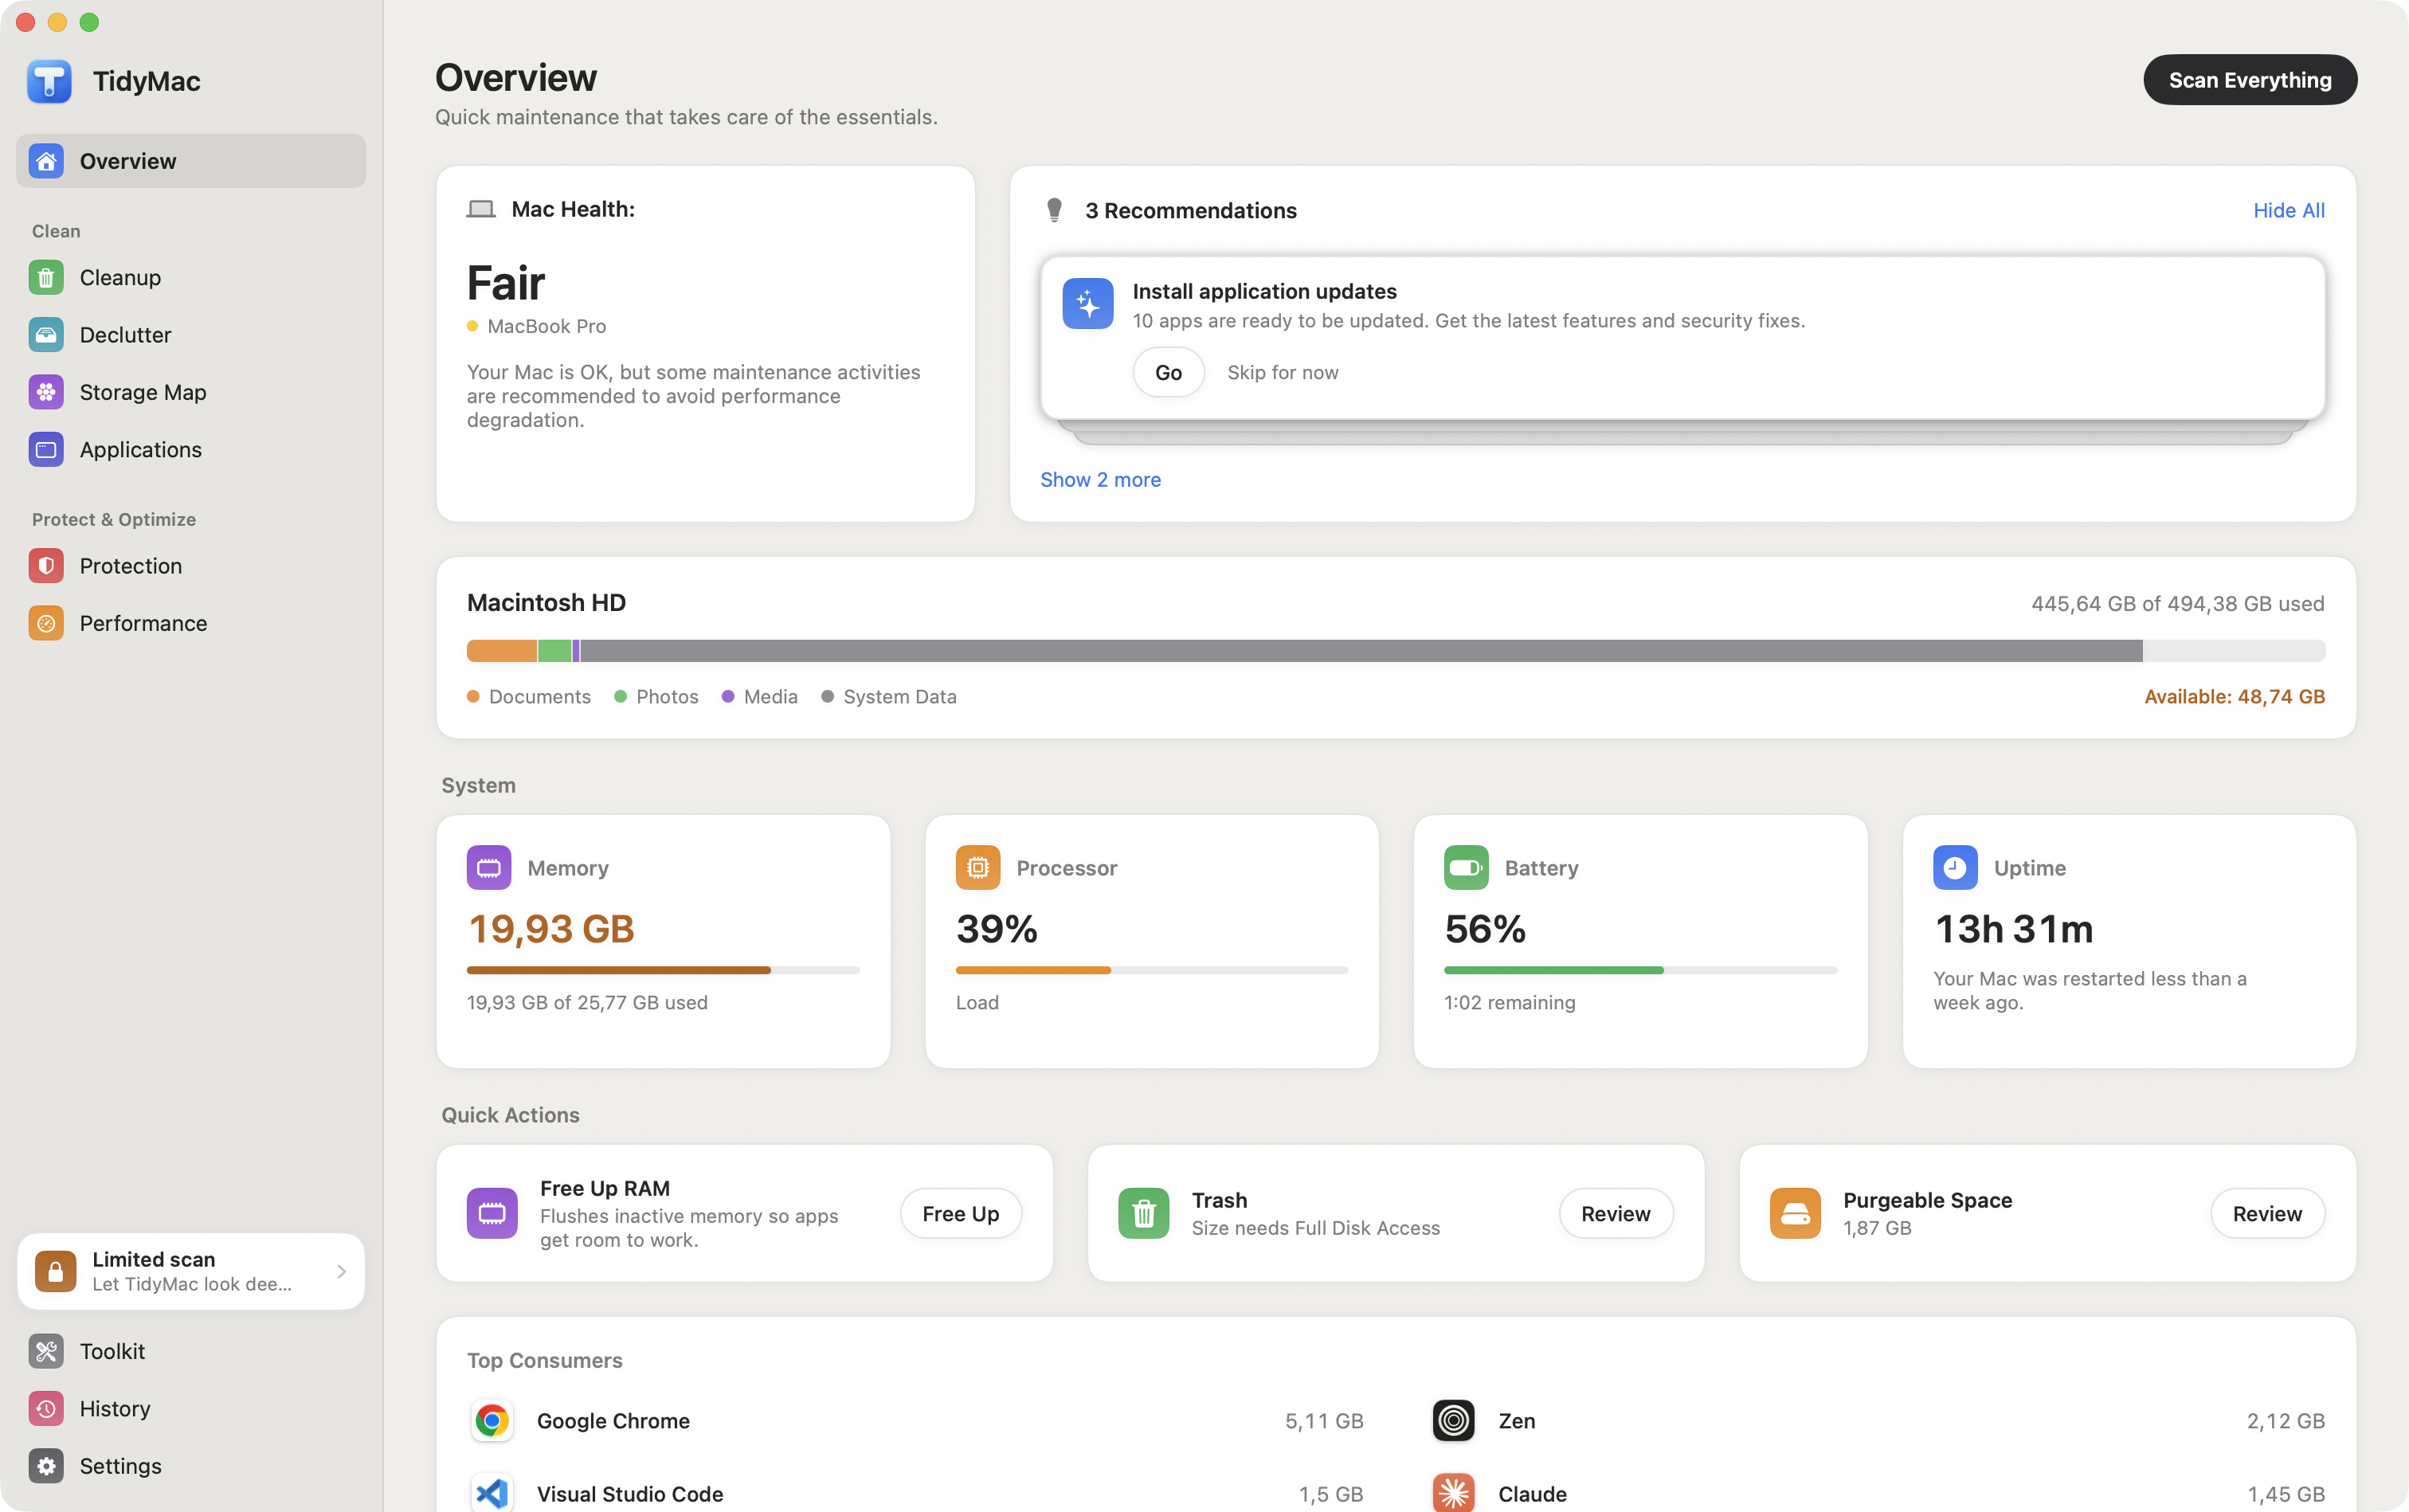 TidyMac
Overview
Clean
Cleanup
Declutter
Storage Map
Applications
Protect & Optimize
Protection
Performance
Limited scan
Let TidyMac look dee...
Toolkit
History
Settings
Overview
Quick maintenance that takes care of the essentials.
Scan Everything
Mac Health:
Fair
MacBook Pro
Your Mac is OK, but some maintenance activities
are recommended to avoid performance
degradation.
3 Recommendations
Hide All
Install application updates
10 apps are ready to be updated. Get the latest features and security fixes.
Go
Skip for now
Show 2 more
Macintosh HD
445,64 GB of 494,38 GB used
Documents
Photos
Media
System Data
Available: 48,74 GB
System
Memory
19,93 GB
19,93 GB of 25,77 GB used
Processor
39%
Load
Battery
56%
1:02 remaining
Uptime
13h 31m
Your Mac was restarted less than a
week ago.
Quick Actions
Free Up RAM
Flushes inactive memory so apps
get room to work.
Free Up
Trash
Size needs Full Disk Access
Review
Purgeable Space
1,87 GB
Review
Top Consumers
Google Chrome
5,11 GB
Zen
2,12 GB
Visual Studio Code
1,5 GB
Claude
1,45 GB